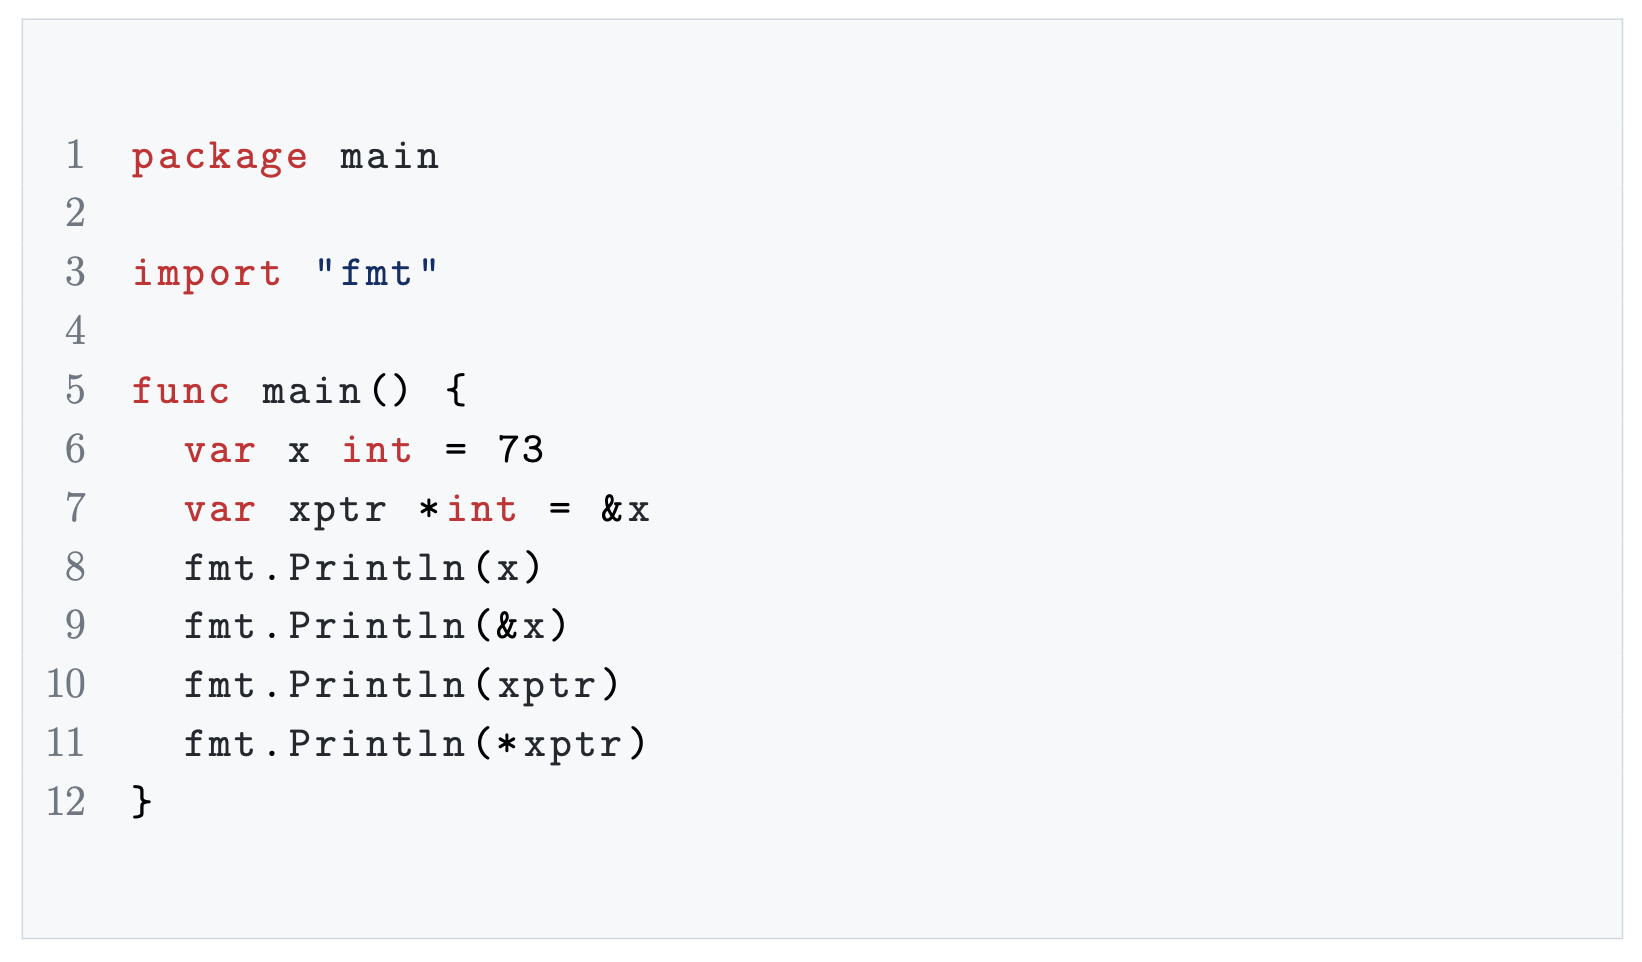 1 package main
2
3 import "fmt"
4
5 func main() {
6   var x int = 73
7   var xptr *int = &x
8   fmt.Println(x)
9   fmt.Println(&x)
10   fmt.Println(xptr)
11   fmt.Println(*xptr)
12 }